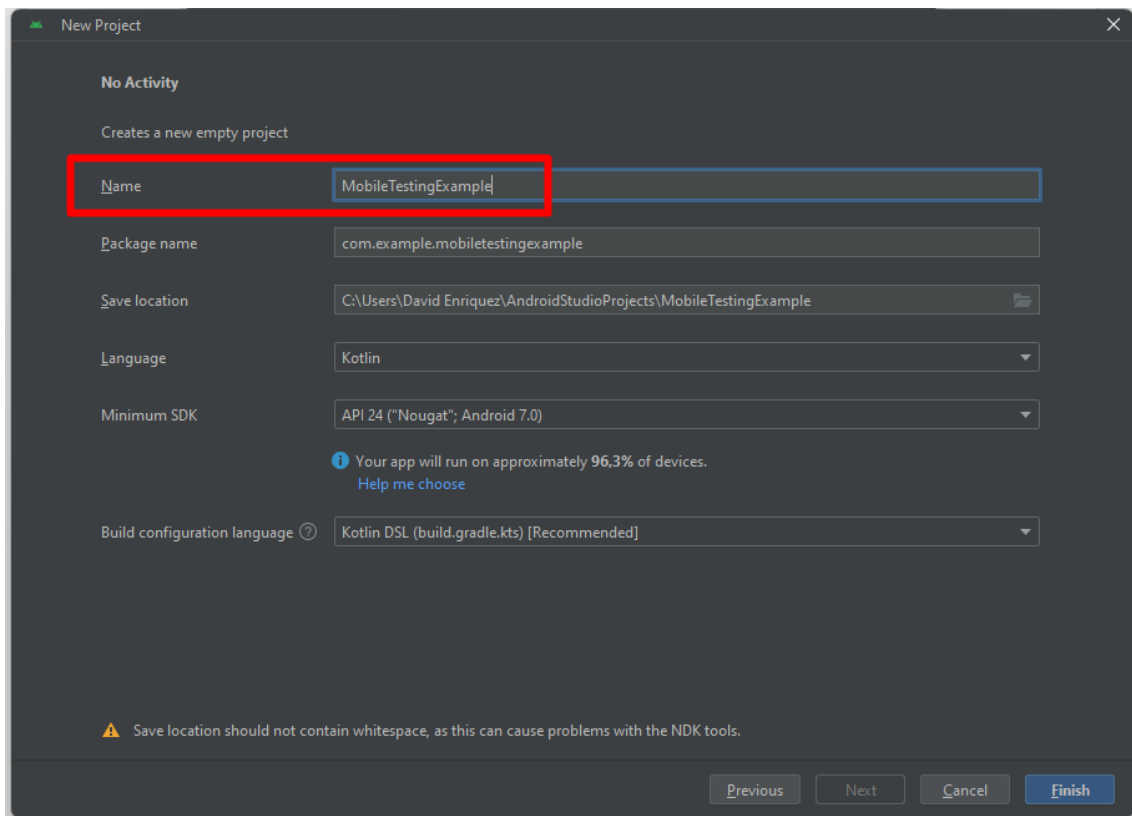 New Project
No Activity
Creates a new empty project
Name MobileTestingExample
Package name com.example.mobiletestingexample
Save location C:\Users\David Enriquez\AndroidStudioProjects\MobileTestingExample
Language Kotlin
Minimum SDK API 24 ("Nougat"; Android 7.0)
Your app will run on approximately 96,3% of devices.
Help me choose
Build configuration language ? Kotlin DSL (build.gradle.kts) [Recommended]
Save location should not contain whitespace, as this can cause problems with the NDK tools.
Previous Next Cancel Finish